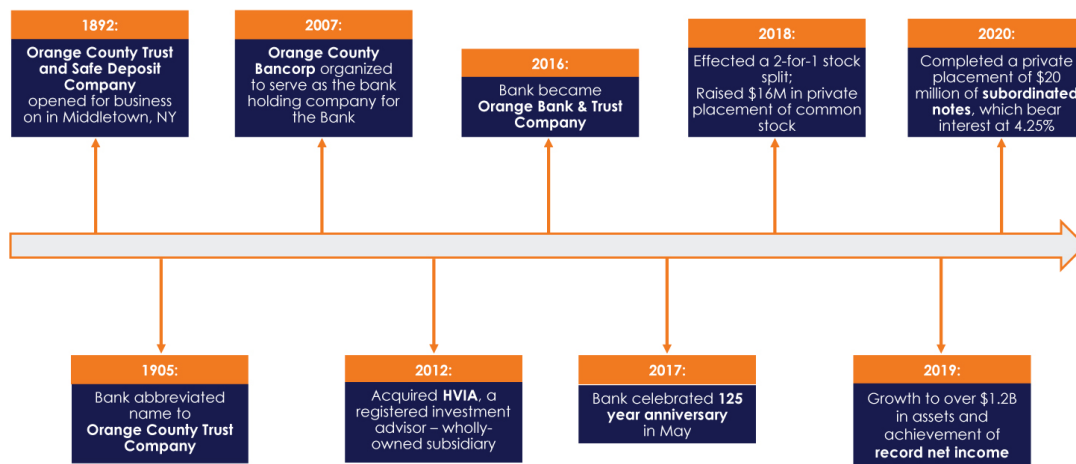 1892:
Orange County Trust
and Safe Deposit
Company
opened for business
on in Middletown, NY
2007:
Orange County
Bancorp organized
to serve as the bank
holding company for
the Bank
2016:
Bank became
Orange Bank & Trust
Company
2018:
Effected a 2-for-1 stock
split;
Raised $16M in private
placement of common
stock
2020:
Completed a private
placement of $20
million of subordinated
notes, which bear
interest at 4.25%
1905:
Bank abbreviated
name to
Orange County Trust
Company
2012:
Acquired HVIA, a
registered investment
advisor – wholly-
owned subsidiary
2017:
Bank celebrated 125
year anniversary
in May
2019:
Growth to over $1.2B
in assets and
achievement of
record net income